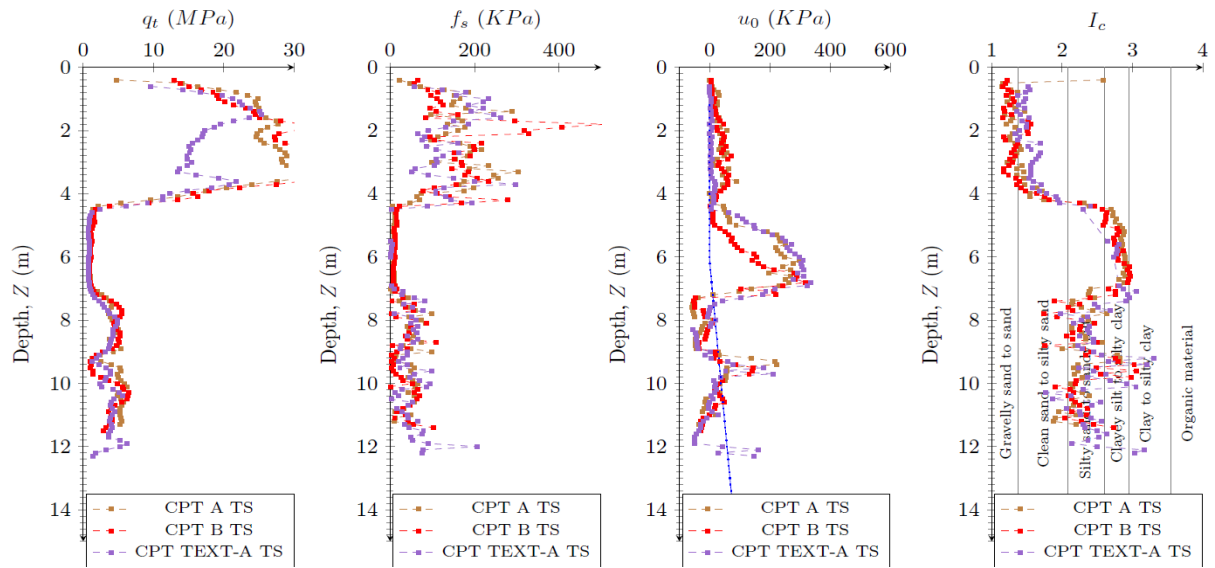 q_t (MPa)
0 10 20 30
0
2
4
6
8
10
12
14
Depth, Z (m)
CPT A TS
CPT B TS
CPT TEXT-A TS
f_s (KPa)
0 200 400
0
2
4
6
8
10
12
14
Depth, Z (m)
CPT A TS
CPT B TS
CPT TEXT-A TS
u_0 (KPa)
0 200 400 600
0
2
4
6
8
10
12
14
Depth, Z (m)
CPT A TS
CPT B TS
CPT TEXT-A TS
I_c
1 2 3 4
0
2
4
6
8
10
12
14
Depth, Z (m)
Gravelly sand to sand
Clean sand to silty sand
Silty sand to sandy silt
Clayey silt to silty clay
Clay to silty clay
Organic material
CPT A TS
CPT B TS
CPT TEXT-A TS